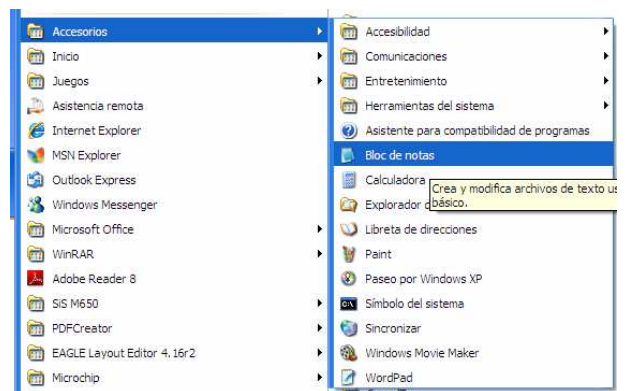 Accesorios
Inicio
Juegos
Asistencia remota
Internet Explorer
MSN Explorer
Outlook Express
Windows Messenger
Microsoft Office
WinRAR
Adobe Reader 8
SiS M650
PDFCreator
EAGLE Layout Editor 4.16r2
Microchip
Accesibilidad
Comunicaciones
Entretenimiento
Herramientas del sistema
Asistente para compatibilidad de programas
Bloc de notas
Calculadora
Crea y modifica archivos de texto us
Explorador
básico.
Libreta de direcciones
Paint
Paseo por Windows XP
Símbolo del sistema
Sincronizar
Windows Movie Maker
WordPad